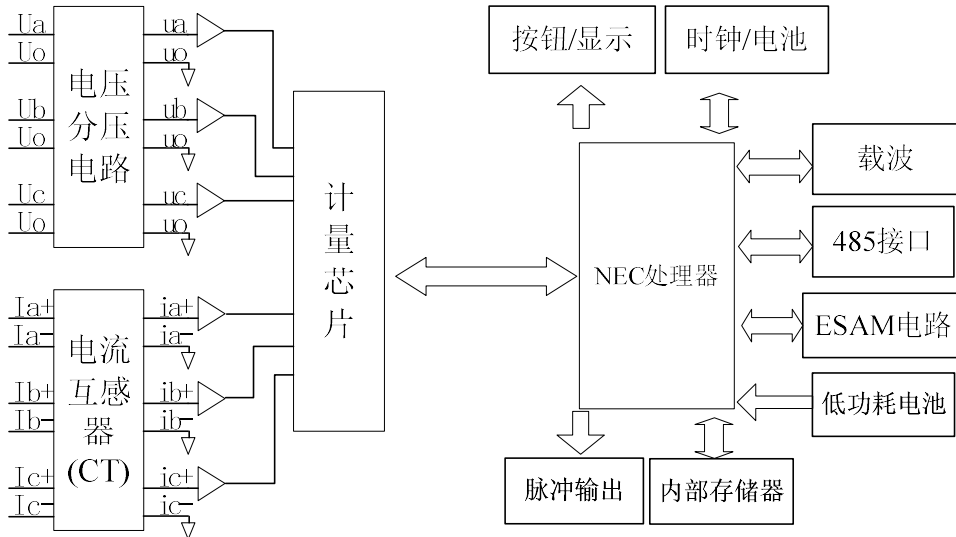 Ua
Uo
Ub
Uo
Uc
Uo
电压
分压
电路
ua
uo
ub
uo
uc
uo
Ia+
Ia-
Ib+
Ib-
Ic+
Ic-
电流
互感
器
(CT)
ia+
ia-
ib+
ib-
ic+
ic-
计
量
芯
片
按钮/显示
时钟/电池
NEC处理器
载波
485接口
ESAM电路
低功耗电池
脉冲输出
内部存储器